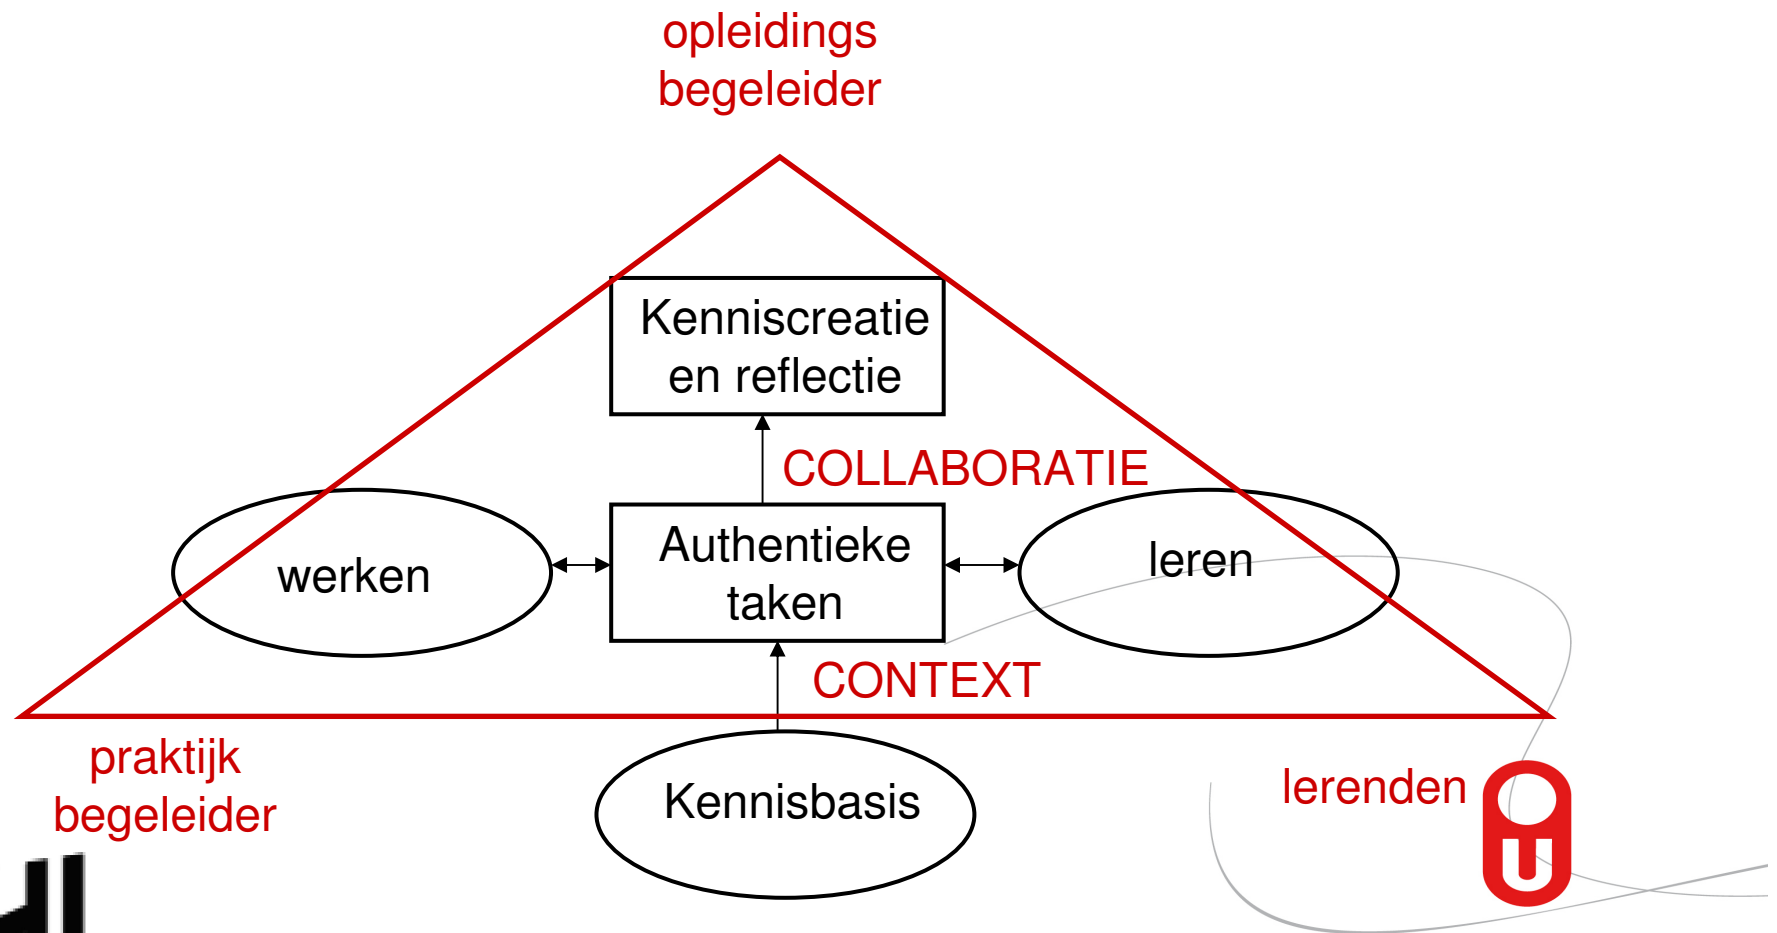 opleidings
begeleider
Kenniscreatie
en reflectie
COLLABORATIE
werken
Authentieke
taken
leren
CONTEXT
praktijk
begeleider
Kennisbasis
lerenden
U